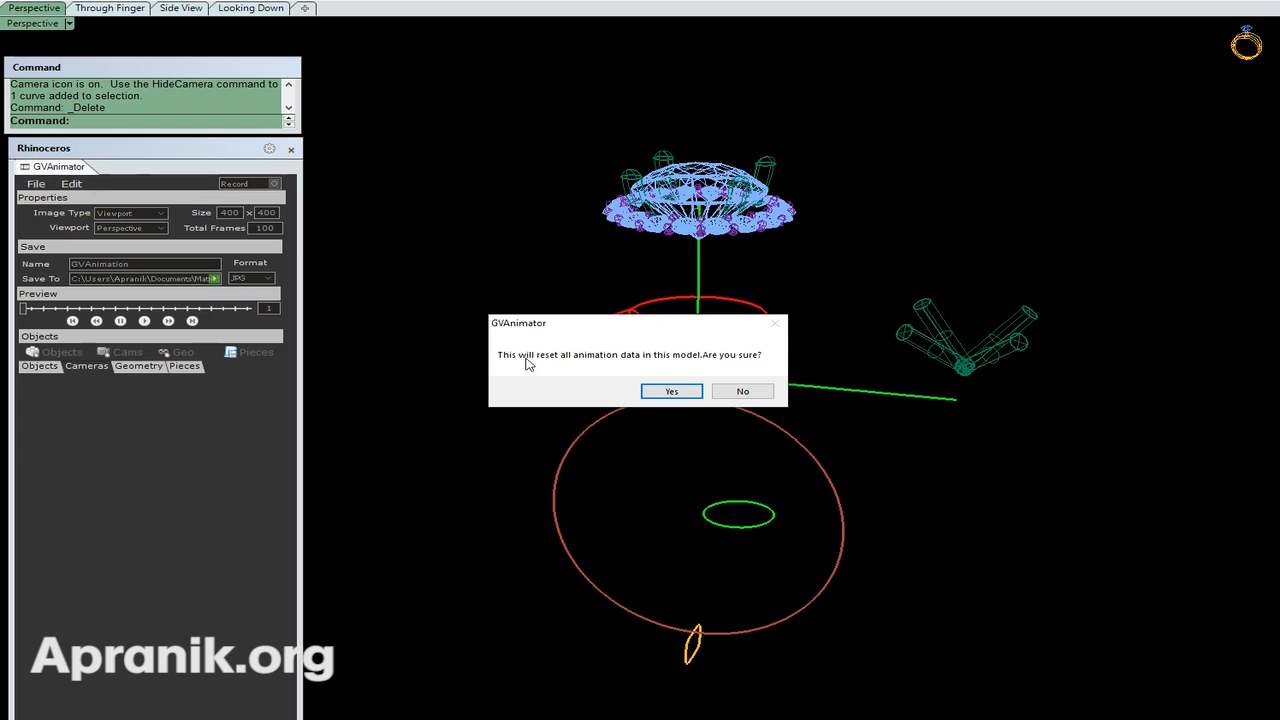 Perspective
Through Finger
Side View
Looking Down
Perspective
Command
Camera icon is on. Use the HideCamera command to
1 curve added to selection.
Command: _Delete
Command:
Rhinoceros
GVAnimator
File Edit Record
Properties
Image Type Viewport Size 400 x 400
Viewport Perspective Total Frames 100
Save
Name GVAnimation Format
Save To C:\Users\Apranik\Documents\Mat JPG
Preview
1
Objects
Objects Cams Geo Pieces
Objects Cameras Geometry Pieces
GVAnimator
This will reset all animation data in this model.Are you sure?
Yes No
Apranik.org